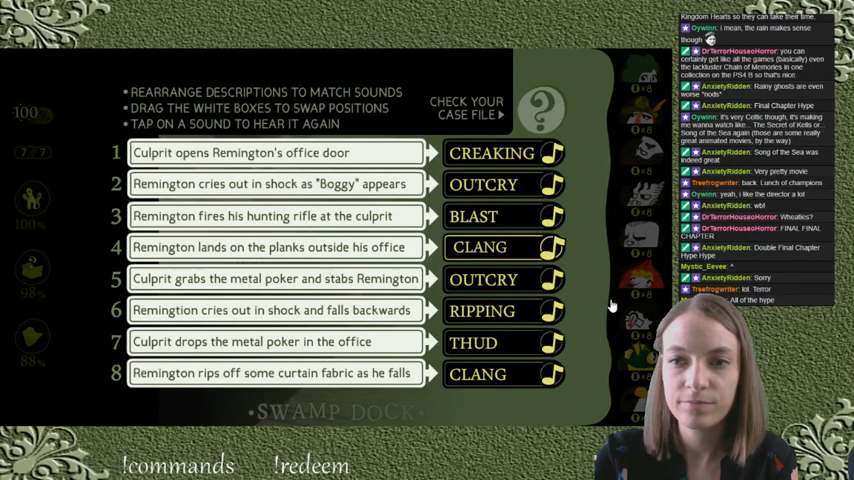 • REARRANGE DESCRIPTIONS TO MATCH SOUNDS
• DRAG THE WHITE BOXES TO SWAP POSITIONS
• TAP ON A SOUND TO HEAR IT AGAIN
CHECK YOUR
CASE FILE
?
1 Culprit opens Remington's office door CREAKING
2 Remington cries out in shock as "Boggy" appears OUTCRY
3 Remington fires his hunting rifle at the culprit BLAST
4 Remington lands on the planks outside his office CLANG
5 Culprit grabs the metal poker and stabs Remington OUTCRY
6 Remington cries out in shock and falls backwards RIPPING
7 Culprit drops the metal poker in the office THUD
8 Remington rips off some curtain fabric as he falls CLANG
100%
7/7
100%
98%
88%
•SWAMP DOCK•
!commands !redeem
Kingdom Hearts so they can take their time.
Oywinn: i mean, the rain makes sense
though
DrTerrorHouseoHorror: you can
certainly get like all the games (basically) even
the lackluster Chain of Memories in one
collection on the PS4 B so that's nice.
AnxietyRidden: Rainy ghosts are even
worse *nods*
AnxietyRidden: Final Chapter Hype
Oywinn: it's very Celtic though, it's making
me wanna watch like... The Secret of Kells or...
Song of the Sea again (those are some really
great animated movies, by the way)
AnxietyRidden: Song of the Sea was
indeed great
AnxietyRidden: Very pretty movie
Treefrogwriter: back. Lunch of champions
Oywinn: yeah, i like the director a lot
AnxietyRidden: wb!
DrTerrorHouseoHorror: Wheaties?
DrTerrorHouseoHorror: FINAL, FINAL
CHAPTER
AnxietyRidden: Double Final Chapter
Hype Hype
Mystic_Eevee: ^
AnxietyRidden: Sorry
Treefrogwriter: lol. Terror
All of the hype